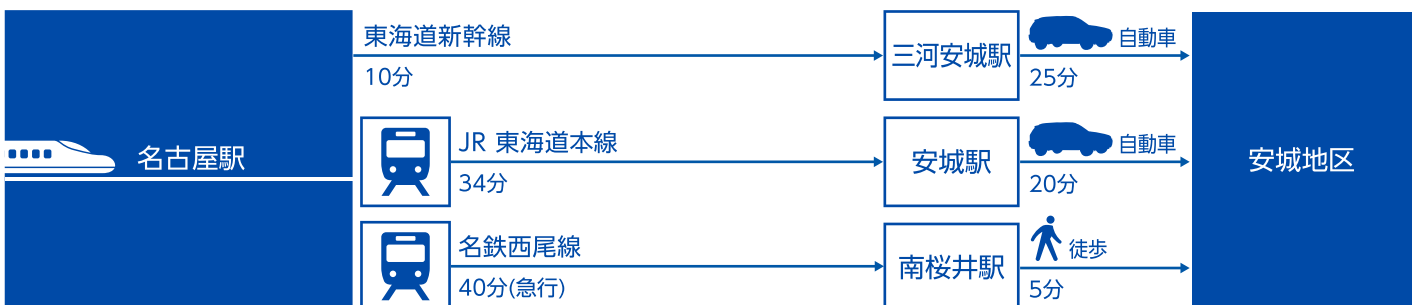 名古屋駅
東海道新幹線
10分
三河安城駅
自動車
25分
JR 東海道本線
34分
安城駅
自動車
20分
名鉄西尾線
40分(急行)
南桜井駅
徒歩
5分
安城地区